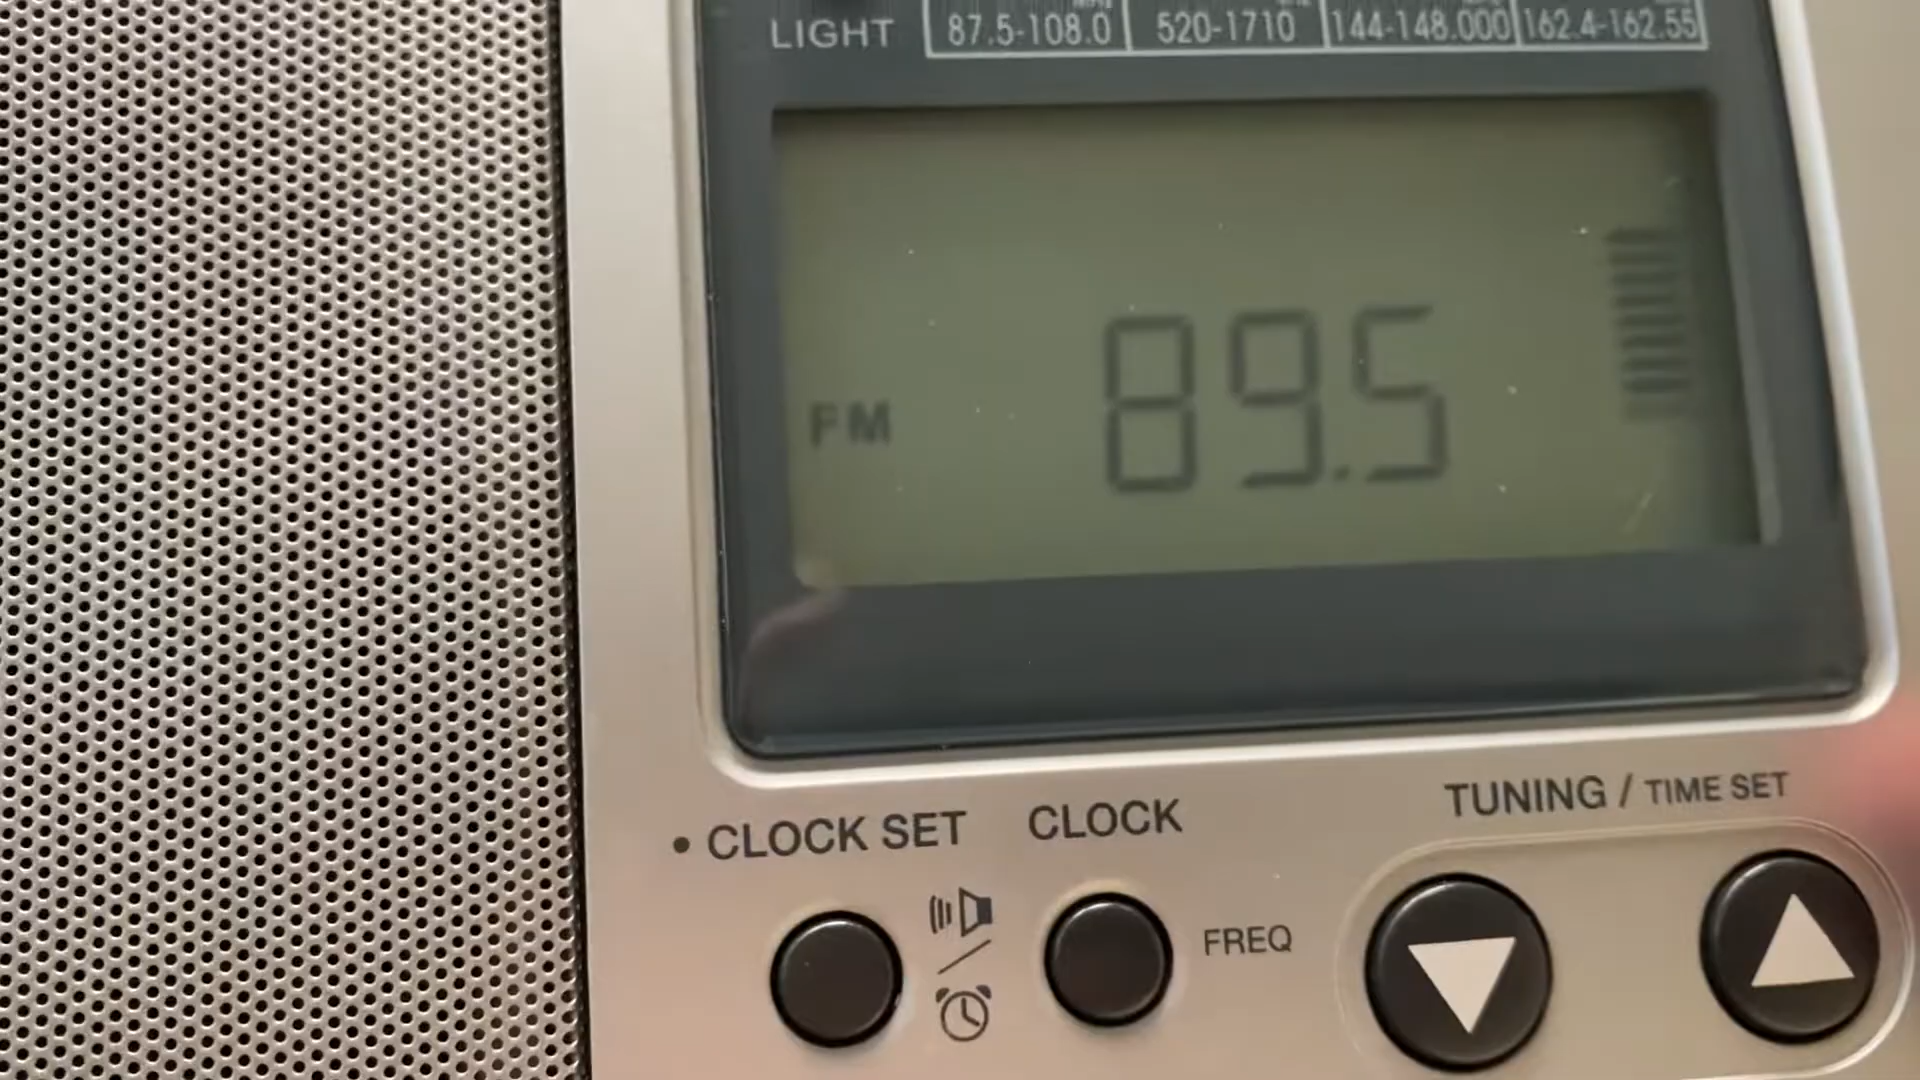 LIGHT 87.5-108.0 520-1710 144-148.000 162.4-162.55
FM 89.5
• CLOCK SET CLOCK TUNING / TIME SET
FREQ